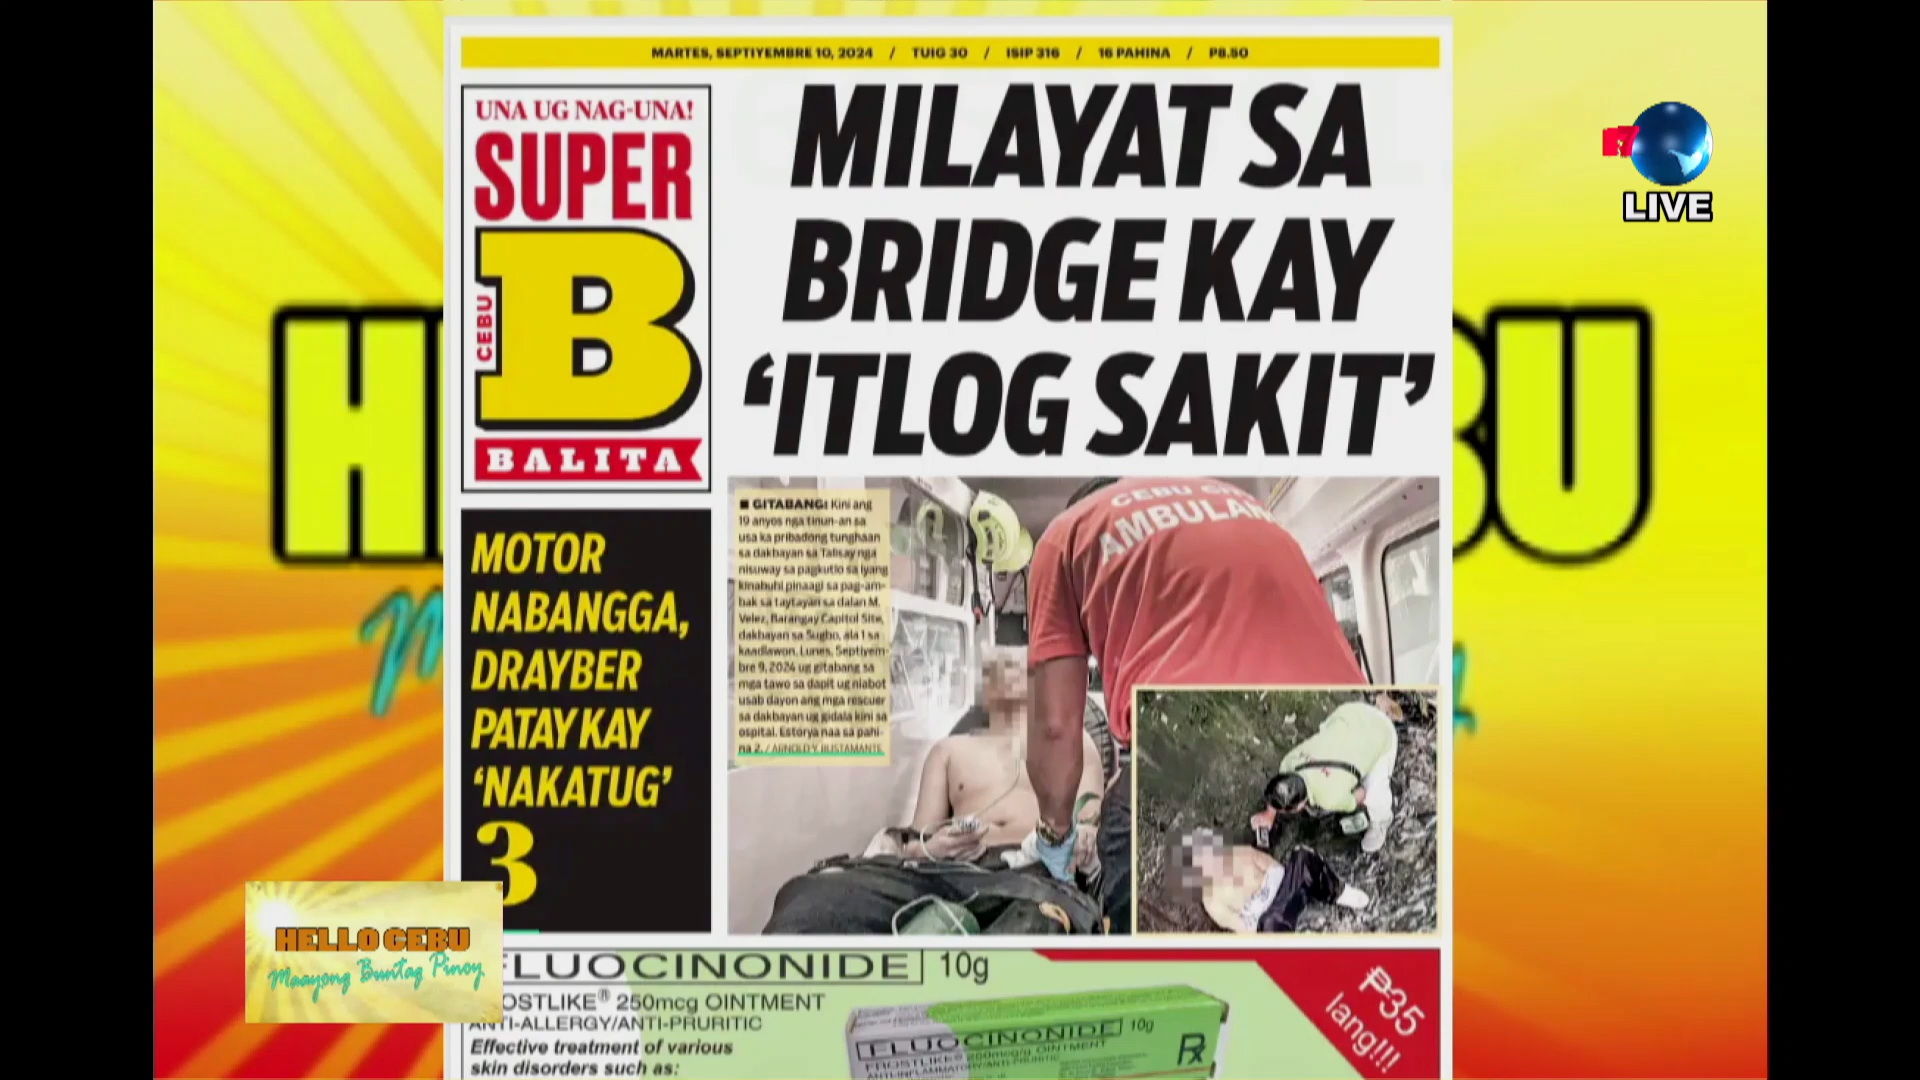 MARTES, SEPTIYEMBRE 10, 2024 / TUIG 30 / ISIP 316 / 16 PAHINA / P8.50
UNA UG NAG-UNA!
SUPER
B
CEBU
BALITA
MILAYAT SA
BRIDGE KAY
‘ITLOG SAKIT’
LIVE
MOTOR
NABANGGA,
DRAYBER
PATAY KAY
‘NAKATUG’
3
■ GITABANG: Kini ang
19 anyos nga tinun-an sa
usa ka pribadong tunghaan
sa dakbayan sa Talisay nga
nisuway sa pagkutlo sa iyang
kinabuhi pinaagi sa pag-am-
bak sa taytayan sa dalan M.
Velez, Barangay Capitol Site,
dakbayan sa Sugbo, ala 1 sa
kaadlawon, Lunes, Septiyem-
bre 9, 2024 ug gitabang sa
mga tawo sa dapit ug niabot
usab dayon ang mga rescuer
sa dakbayan ug gidala kini sa
ospital. Estorya naa sa pahi-
na 2. / ARNOLD Y. BUSTAMANTE
CEBU CITY
AMBULAN
HELLO CEBU
Maayong Buntag Pinoy
FLUOCINONIDE 10g
FROSTLIKE® 250mcg OINTMENT
ANTI-ALLERGY/ANTI-PRURITIC
Effective treatment of various
skin disorders such as:
FLUOCINONIDE 10g
FROSTLIKE® 250mcg/g OINTMENT
Rx
₱35
lang!!!